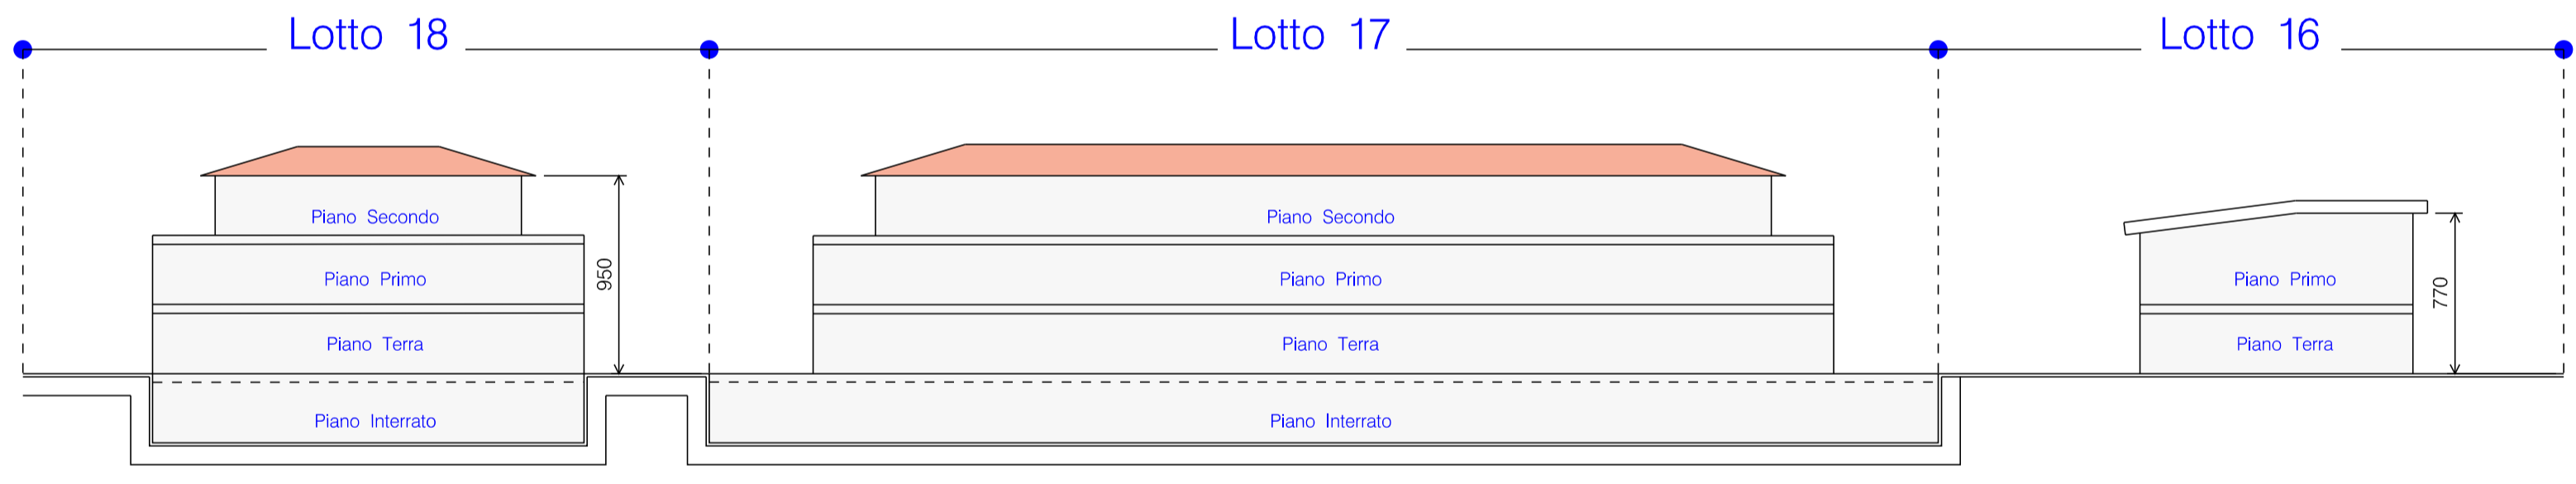 Lotto 18
Lotto 17
Lotto 16
Piano Secondo
Piano Primo
Piano Terra
Piano Interrato
950
Piano Secondo
Piano Primo
Piano Terra
Piano Interrato
Piano Primo
Piano Terra
770